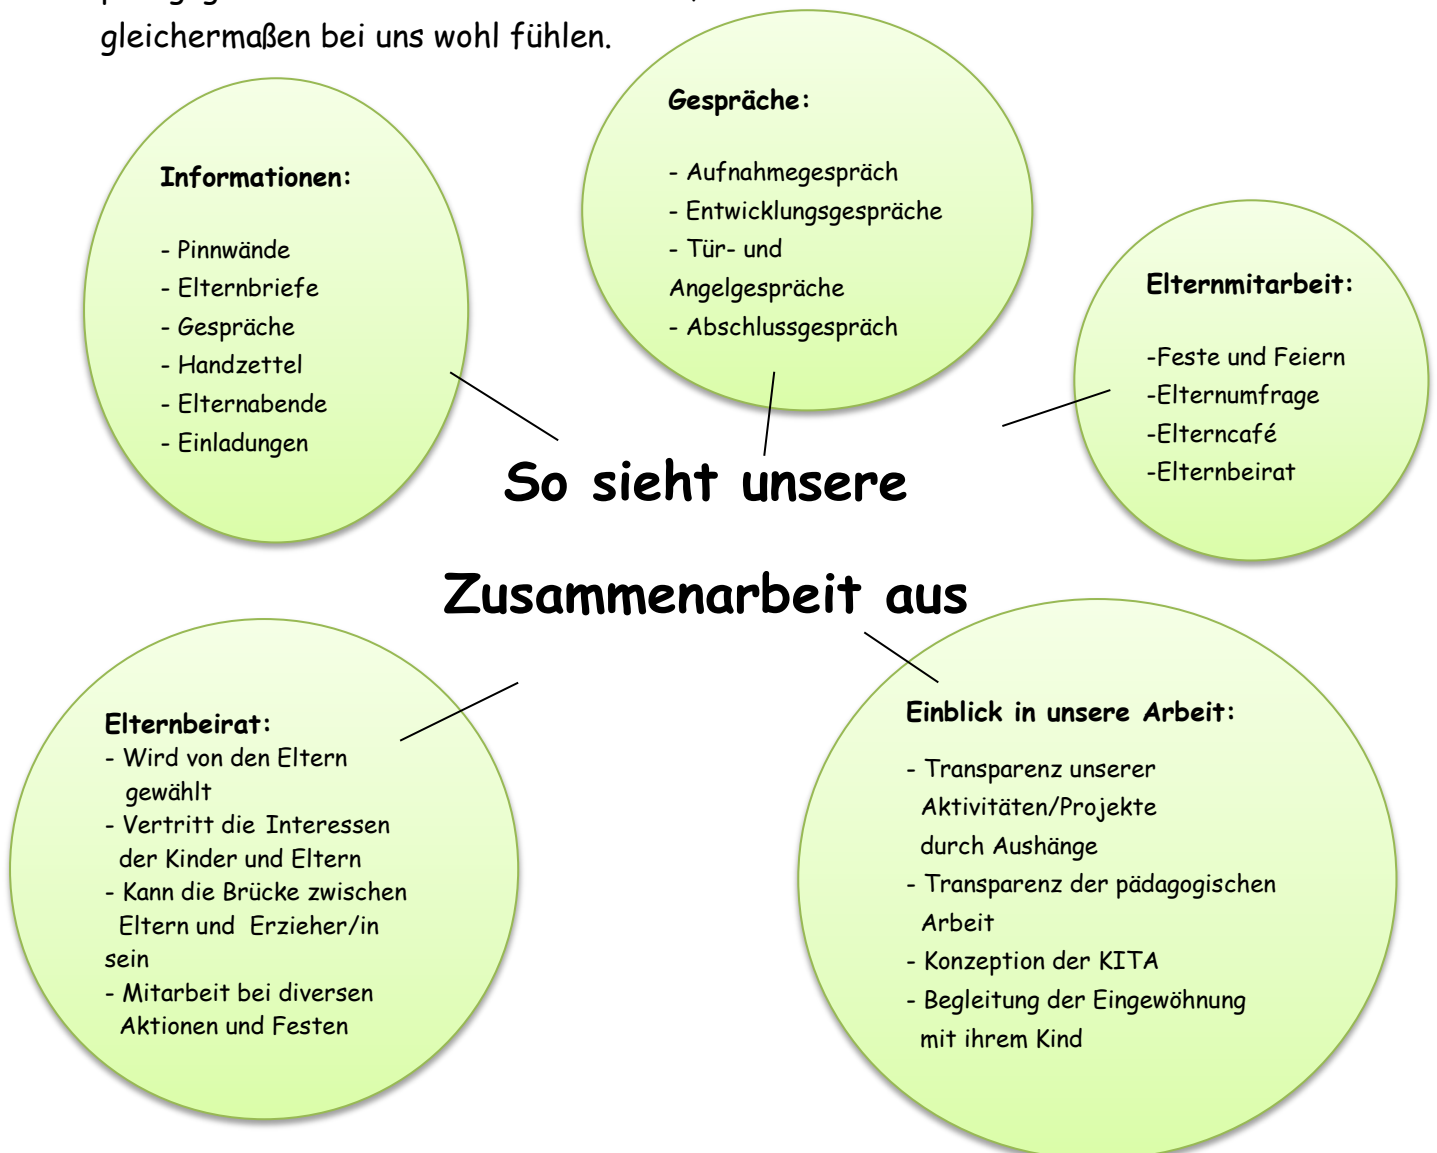 gleichermaßen bei uns wohl fühlen.
Gespräche:
- Aufnahmegespräch
- Entwicklungsgespräche
- Tür- und
Angelgespräche
- Abschlussgespräch
Informationen:
- Pinnwände
- Elternbriefe
- Gespräche
- Handzettel
- Elternabende
- Einladungen
Elternmitarbeit:
-Feste und Feiern
-Elternumfrage
-Elterncafé
-Elternbeirat
So sieht unsere
Zusammenarbeit aus
Elternbeirat:
- Wird von den Eltern
gewählt
- Vertritt die Interessen
der Kinder und Eltern
- Kann die Brücke zwischen
Eltern und Erzieher/in
sein
- Mitarbeit bei diversen
Aktionen und Festen
Einblick in unsere Arbeit:
- Transparenz unserer
Aktivitäten/Projekte
durch Aushänge
- Transparenz der pädagogischen
Arbeit
- Konzeption der KITA
- Begleitung der Eingewöhnung
mit ihrem Kind